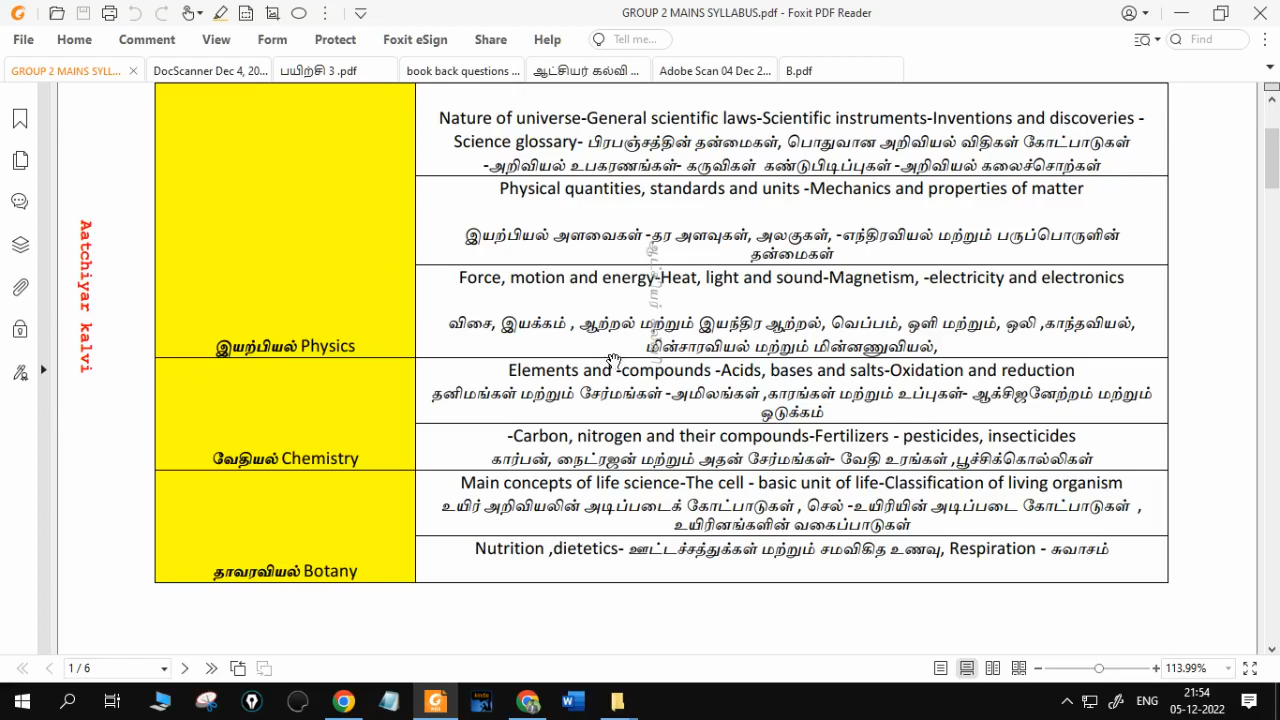 GROUP 2 MAINS SYLLABUS.pdf - Foxit PDF Reader
File Home Comment View Form Protect Foxit eSign Share Help Tell me... Find
GROUP 2 MAINS SYLL... DocScanner Dec 4, 20... பயிற்சி 3 .pdf book back questions ... ஆட்சியர் கல்வி ... Adobe Scan 04 Dec 2... B.pdf
Nature of universe-General scientific laws-Scientific instruments-Inventions and discoveries -
Science glossary- பிரபஞ்சத்தின் தன்மைகள், பொதுவான அறிவியல் விதிகள் கோட்பாடுகள்
-அறிவியல் உபகரணங்கள்- கருவிகள் கண்டுபிடிப்புகள் -அறிவியல் கலைச்சொற்கள்
Physical quantities, standards and units -Mechanics and properties of matter
இயற்பியல் அளவைகள் -தர அளவுகள், அலகுகள், -எந்திரவியல் மற்றும் பருப்பொருளின்
தன்மைகள்
Force, motion and energy-Heat, light and sound-Magnetism, -electricity and electronics
விசை, இயக்கம் , ஆற்றல் மற்றும் இயந்திர ஆற்றல், வெப்பம், ஒளி மற்றும், ஒலி ,காந்தவியல்,
மின்சாரவியல் மற்றும் மின்னணுவியல்,
இயற்பியல் Physics
Elements and -compounds -Acids, bases and salts-Oxidation and reduction
தனிமங்கள் மற்றும் சேர்மங்கள் -அமிலங்கள் ,காரங்கள் மற்றும் உப்புகள்- ஆக்சிஜனேற்றம் மற்றும்
ஒடுக்கம்
-Carbon, nitrogen and their compounds-Fertilizers - pesticides, insecticides
கார்பன், நைட்ரஜன் மற்றும் அதன் சேர்மங்கள்- வேதி உரங்கள் ,பூச்சிக்கொல்லிகள்
வேதியல் Chemistry
Main concepts of life science-The cell - basic unit of life-Classification of living organism
உயிர் அறிவியலின் அடிப்படைக் கோட்பாடுகள் , செல் -உயிரியின் அடிப்படை கோட்பாடுகள் ,
உயிரினங்களின் வகைப்பாடுகள்
Nutrition ,dietetics- ஊட்டச்சத்துக்கள் மற்றும் சமவிகித உணவு, Respiration - சுவாசம்
தாவரவியல் Botany
Aatchiyar kalvi
1 / 6
113.99%
kindle
ENG
21:54
05-12-2022